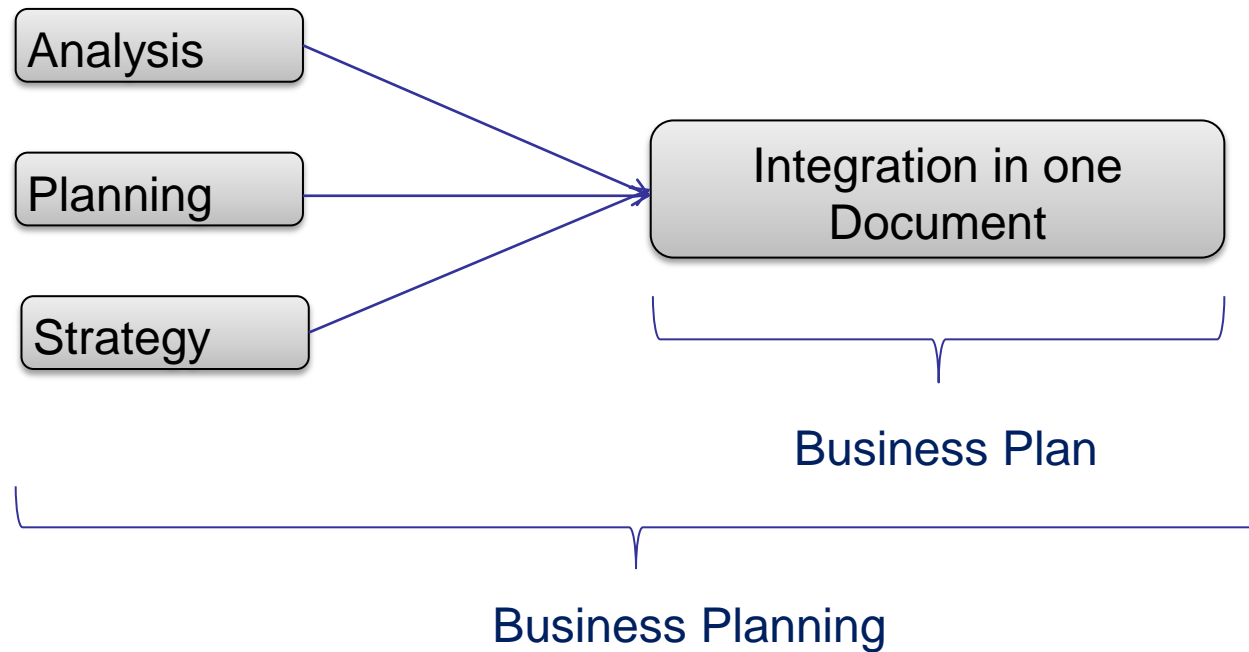 Analysis
Planning
Strategy
Integration in one
Document
Business Plan
Business Planning